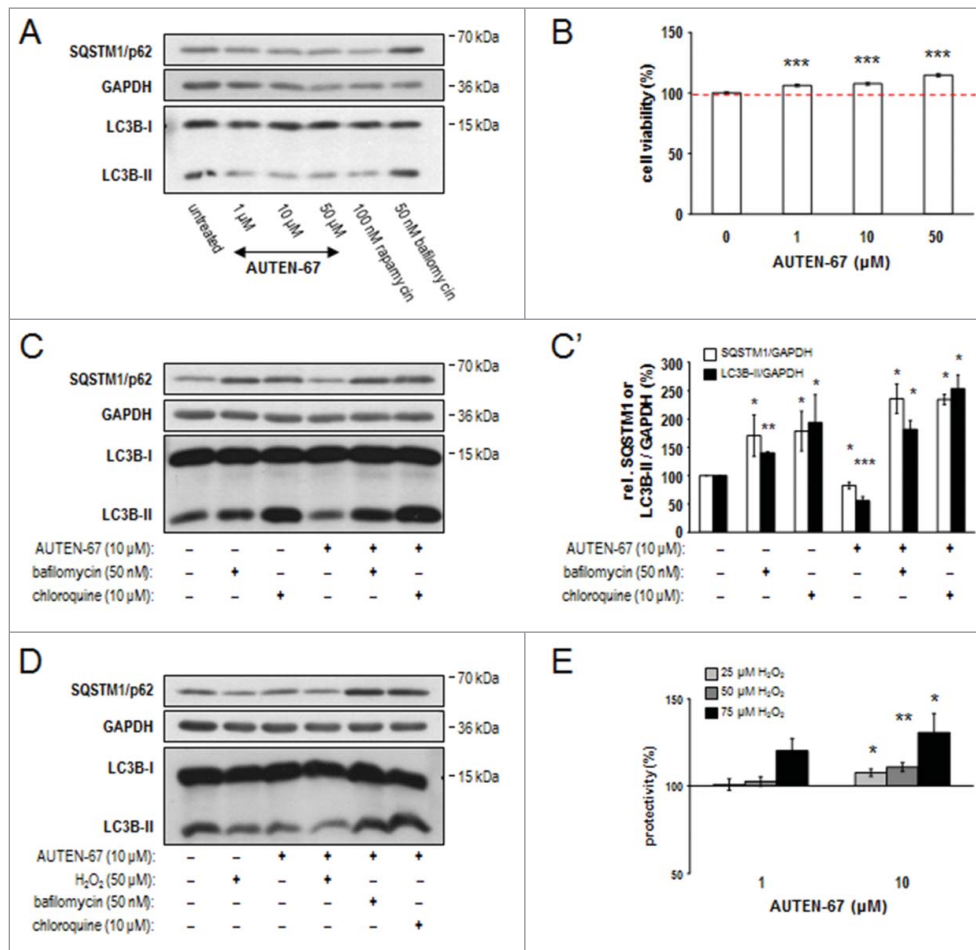 A
SQSTM1/p62
70 kDa
GAPDH
36 kDa
LC3B-I
15 kDa
LC3B-II
untreated
1 µM
10 µM
50 µM
100 nM rapamycin
50 nM bafilomycin
AUTEN-67
B
cell viability (%)
150
100
50
0
*** *** ***
0 1 10 50
AUTEN-67 (µM)
C
SQSTM1/p62
70 kDa
GAPDH
36 kDa
LC3B-I
15 kDa
LC3B-II
AUTEN-67 (10 µM): – – – + + +
bafilomycin (50 nM): – + – – + –
chloroquine (10 µM): – – + – – +
C'
SQSTM1/GAPDH
LC3B-II/GAPDH
rel. SQSTM1 or
LC3B-II / GAPDH (%)
300
250
200
150
100
50
0
* ** * * * *** * * * *
AUTEN-67 (10 µM): – – – + + +
bafilomycin (50 nM): – + – – + –
chloroquine (10 µM): – – + – – +
D
SQSTM1/p62
70 kDa
GAPDH
36 kDa
LC3B-I
15 kDa
LC3B-II
AUTEN-67 (10 µM): – – + + + +
H₂O₂ (50 µM): – + – + – –
bafilomycin (50 nM): – – – – + –
chloroquine (10 µM): – – – – – +
E
25 µM H₂O₂
50 µM H₂O₂
75 µM H₂O₂
protectivity (%)
150
100
50
* ** *
1 10
AUTEN-67 (µM)